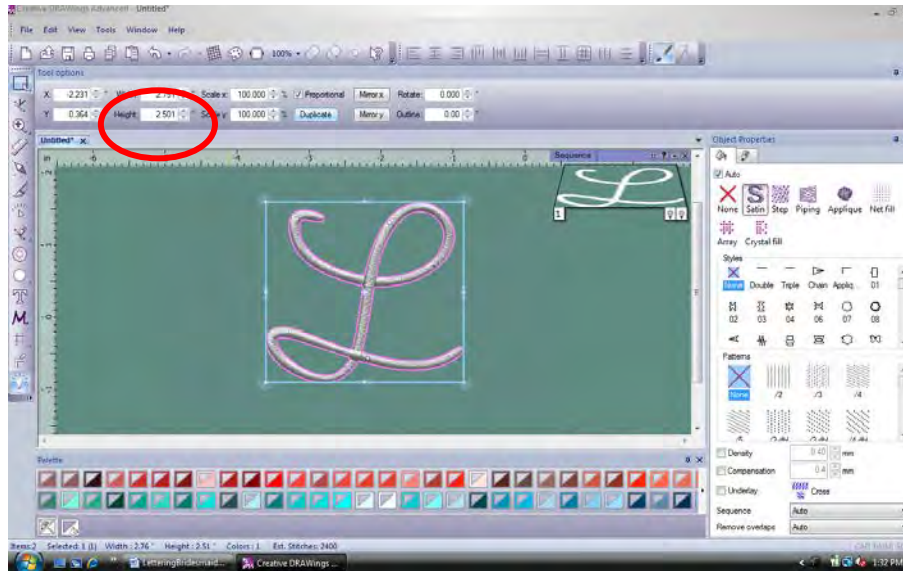 Creative DRAWings Advanced - Untitled*
File Edit View Tools Window Help
100%
Tool options
X -2.231 " Width 2.751 " Scale x: 100.000 % Proportional Mirror x Rotate: 0.000 °
Y 0.364 " Height 2.501 " Scale y: 100.000 % Duplicate Mirror y Outline: 0.00 "
Untitled* x
Object Properties
in
Sequence
1
Auto
None Satin Step Piping Applique Net fill
Array Crystal fill
Styles
None Double Triple Chain Appliq. D1
02 03 04 06 07 08
Patterns
None /2 /3 /4
Density 0.40 mm
Compensation 0.4 mm
Underlay Cross
Sequence Auto
Remove overlaps Auto
Palette
Items:2 Selected: 1 (1) Width : 2.76 " Height : 2.51 " Colors : 1 Est. Stitches: 2400
LetteringBridesmaid... Creative DRAWings ... 1:32 PM